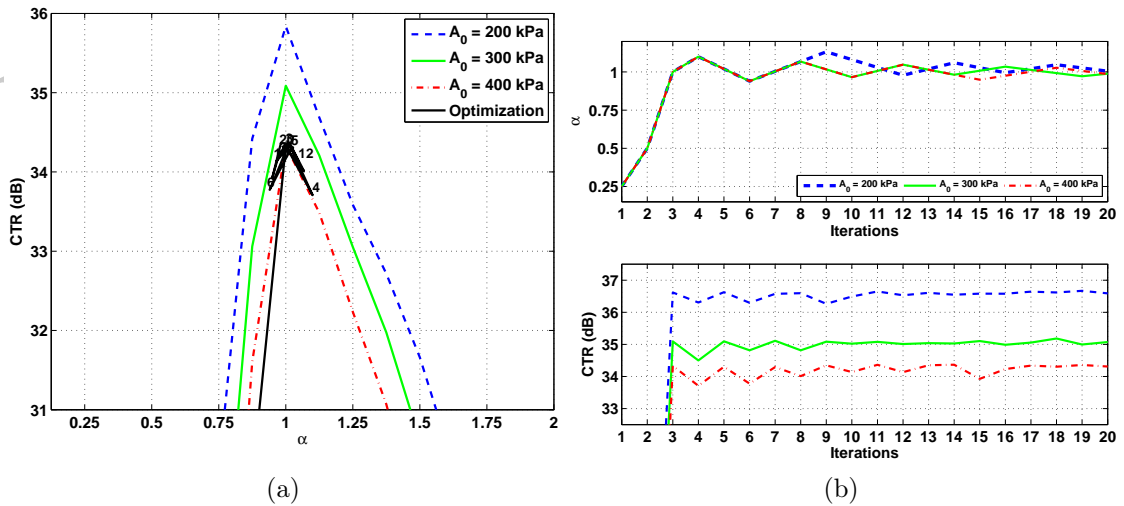 36
35
34
33
32
31
CTR (dB)
0.25 0.5 0.75 1 1.25 1.5 1.75 2
α
A0 = 200 kPa
A0 = 300 kPa
A0 = 400 kPa
Optimization
12
6
4
(a)
1
0.75
0.5
0.25
α
A0 = 200 kPa A0 = 300 kPa A0 = 400 kPa
1 2 3 4 5 6 7 8 9 10 11 12 13 14 15 16 17 18 19 20
Iterations
37
36
35
34
33
CTR (dB)
1 2 3 4 5 6 7 8 9 10 11 12 13 14 15 16 17 18 19 20
Iterations
(b)